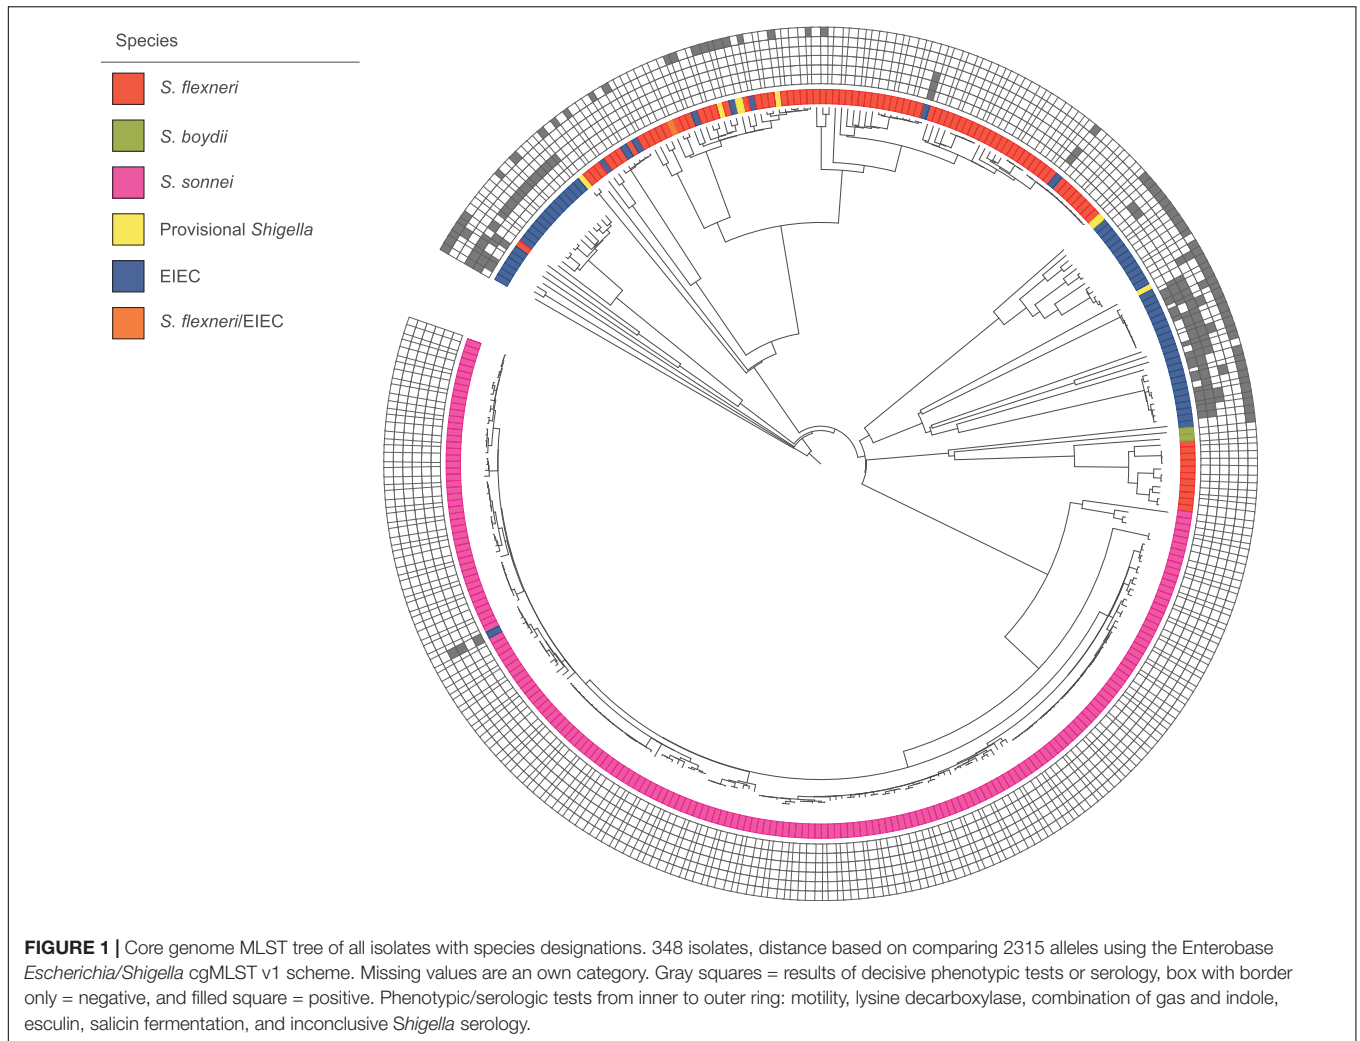 Species
S. flexneri
S. boydii
S. sonnei
Provisional Shigella
EIEC
S. flexneri/EIEC
FIGURE 1 | Core genome MLST tree of all isolates with species designations. 348 isolates, distance based on comparing 2315 alleles using the Enterobase
Escherichia/Shigella cgMLST v1 scheme. Missing values are an own category. Gray squares = results of decisive phenotypic tests or serology, box with border
only = negative, and filled square = positive. Phenotypic/serologic tests from inner to outer ring: motility, lysine decarboxylase, combination of gas and indole,
esculin, salicin fermentation, and inconclusive Shigella serology.